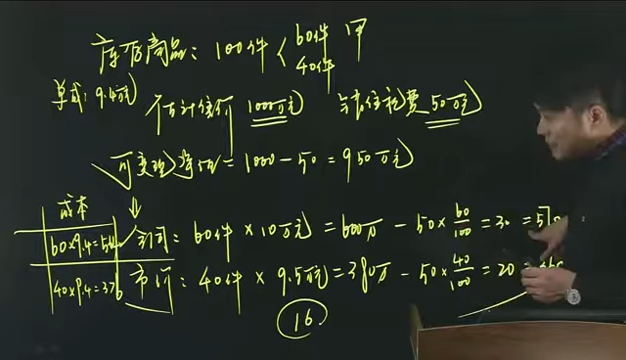 库存商品: 100件 60件 甲
40件
单成: 9.4万元
估计售价 1000万元 销售税费 50万元
可变现净值 = 1000 - 50 = 950万元
成本
60×9.4=564 合同: 60件 × 10万元 = 600万 - 50 × 60/100 = 30 = 570
40×9.4=376 市价: 40件 × 9.5万元 = 380万 - 50 × 40/100 = 20 =
16